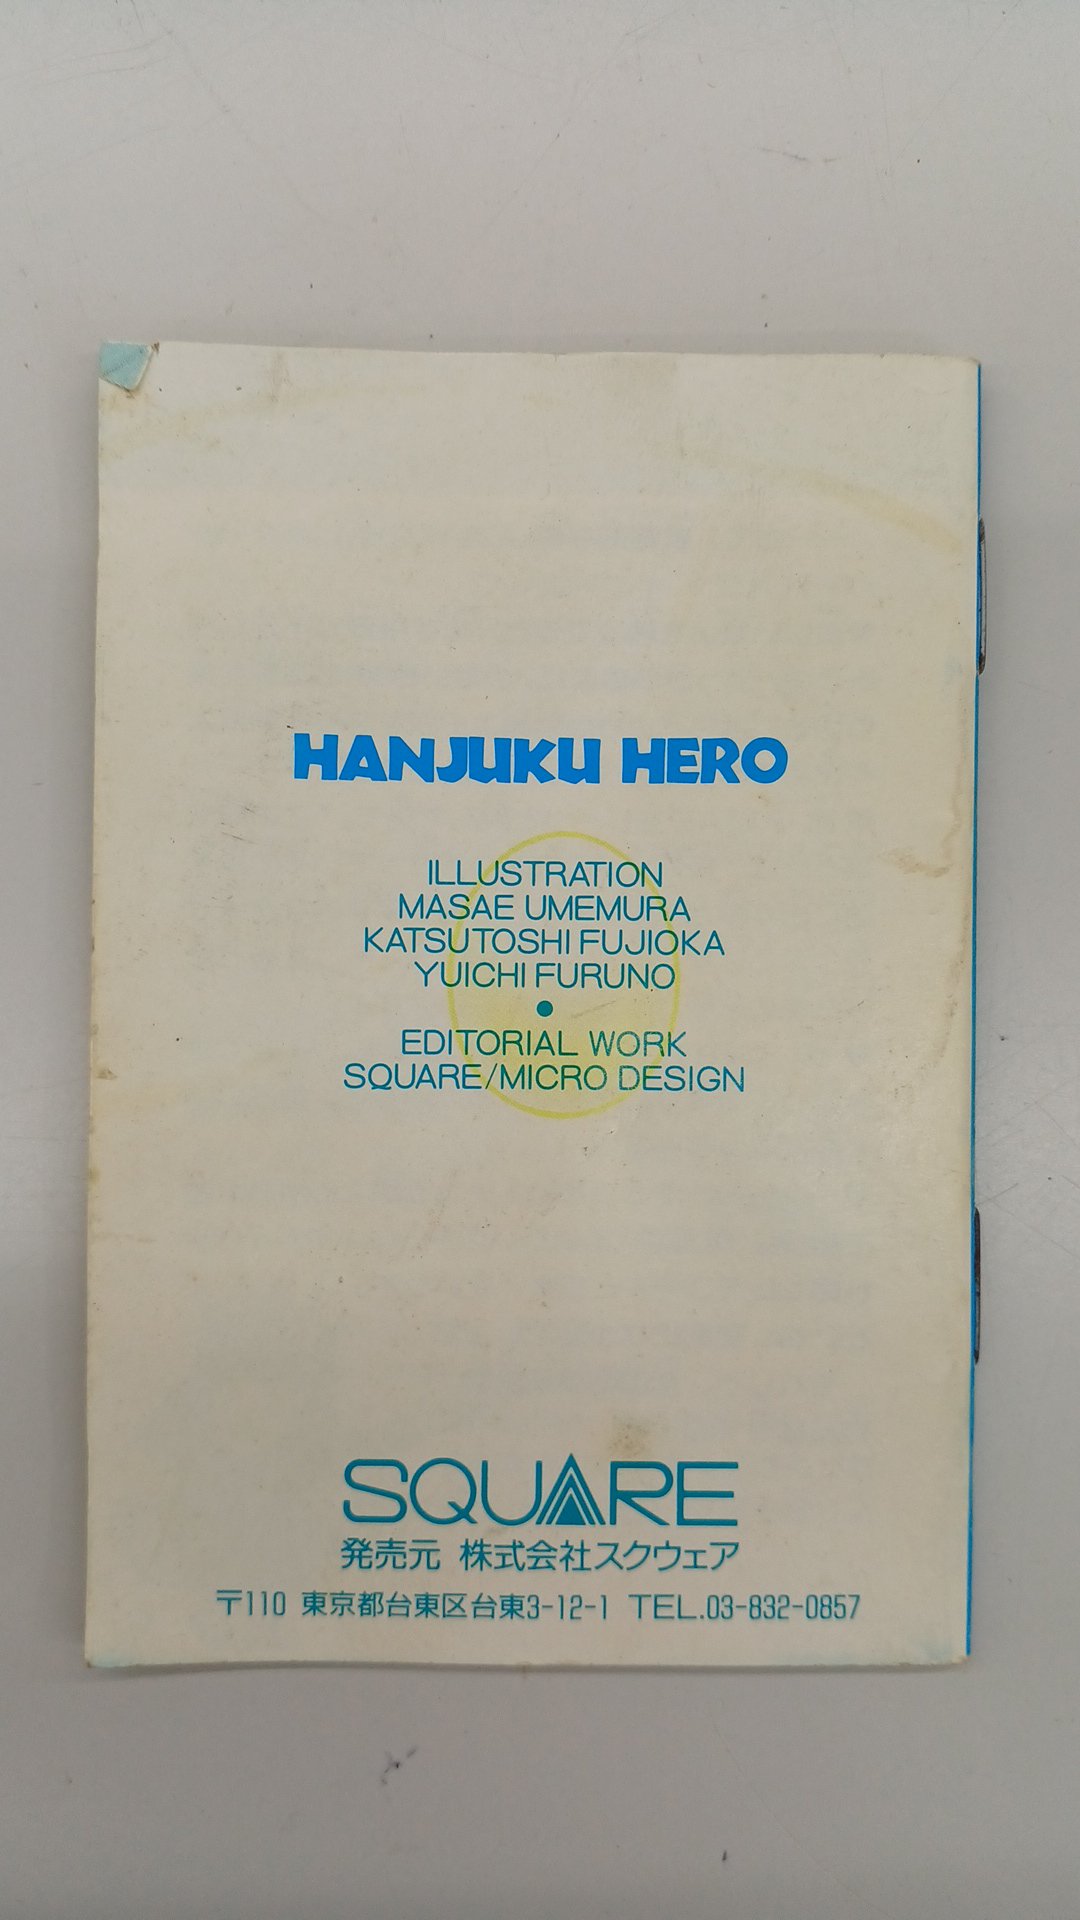 HANJUKU HERO
ILLUSTRATION
MASAE UMEMURA
KATSUTOSHI FUJIOKA
YUICHI FURUNO
●
EDITORIAL WORK
SQUARE/MICRO DESIGN
SQUARE
発売元 株式会社スクウェア
〒110 東京都台東区台東3-12-1 TEL.03-832-0857